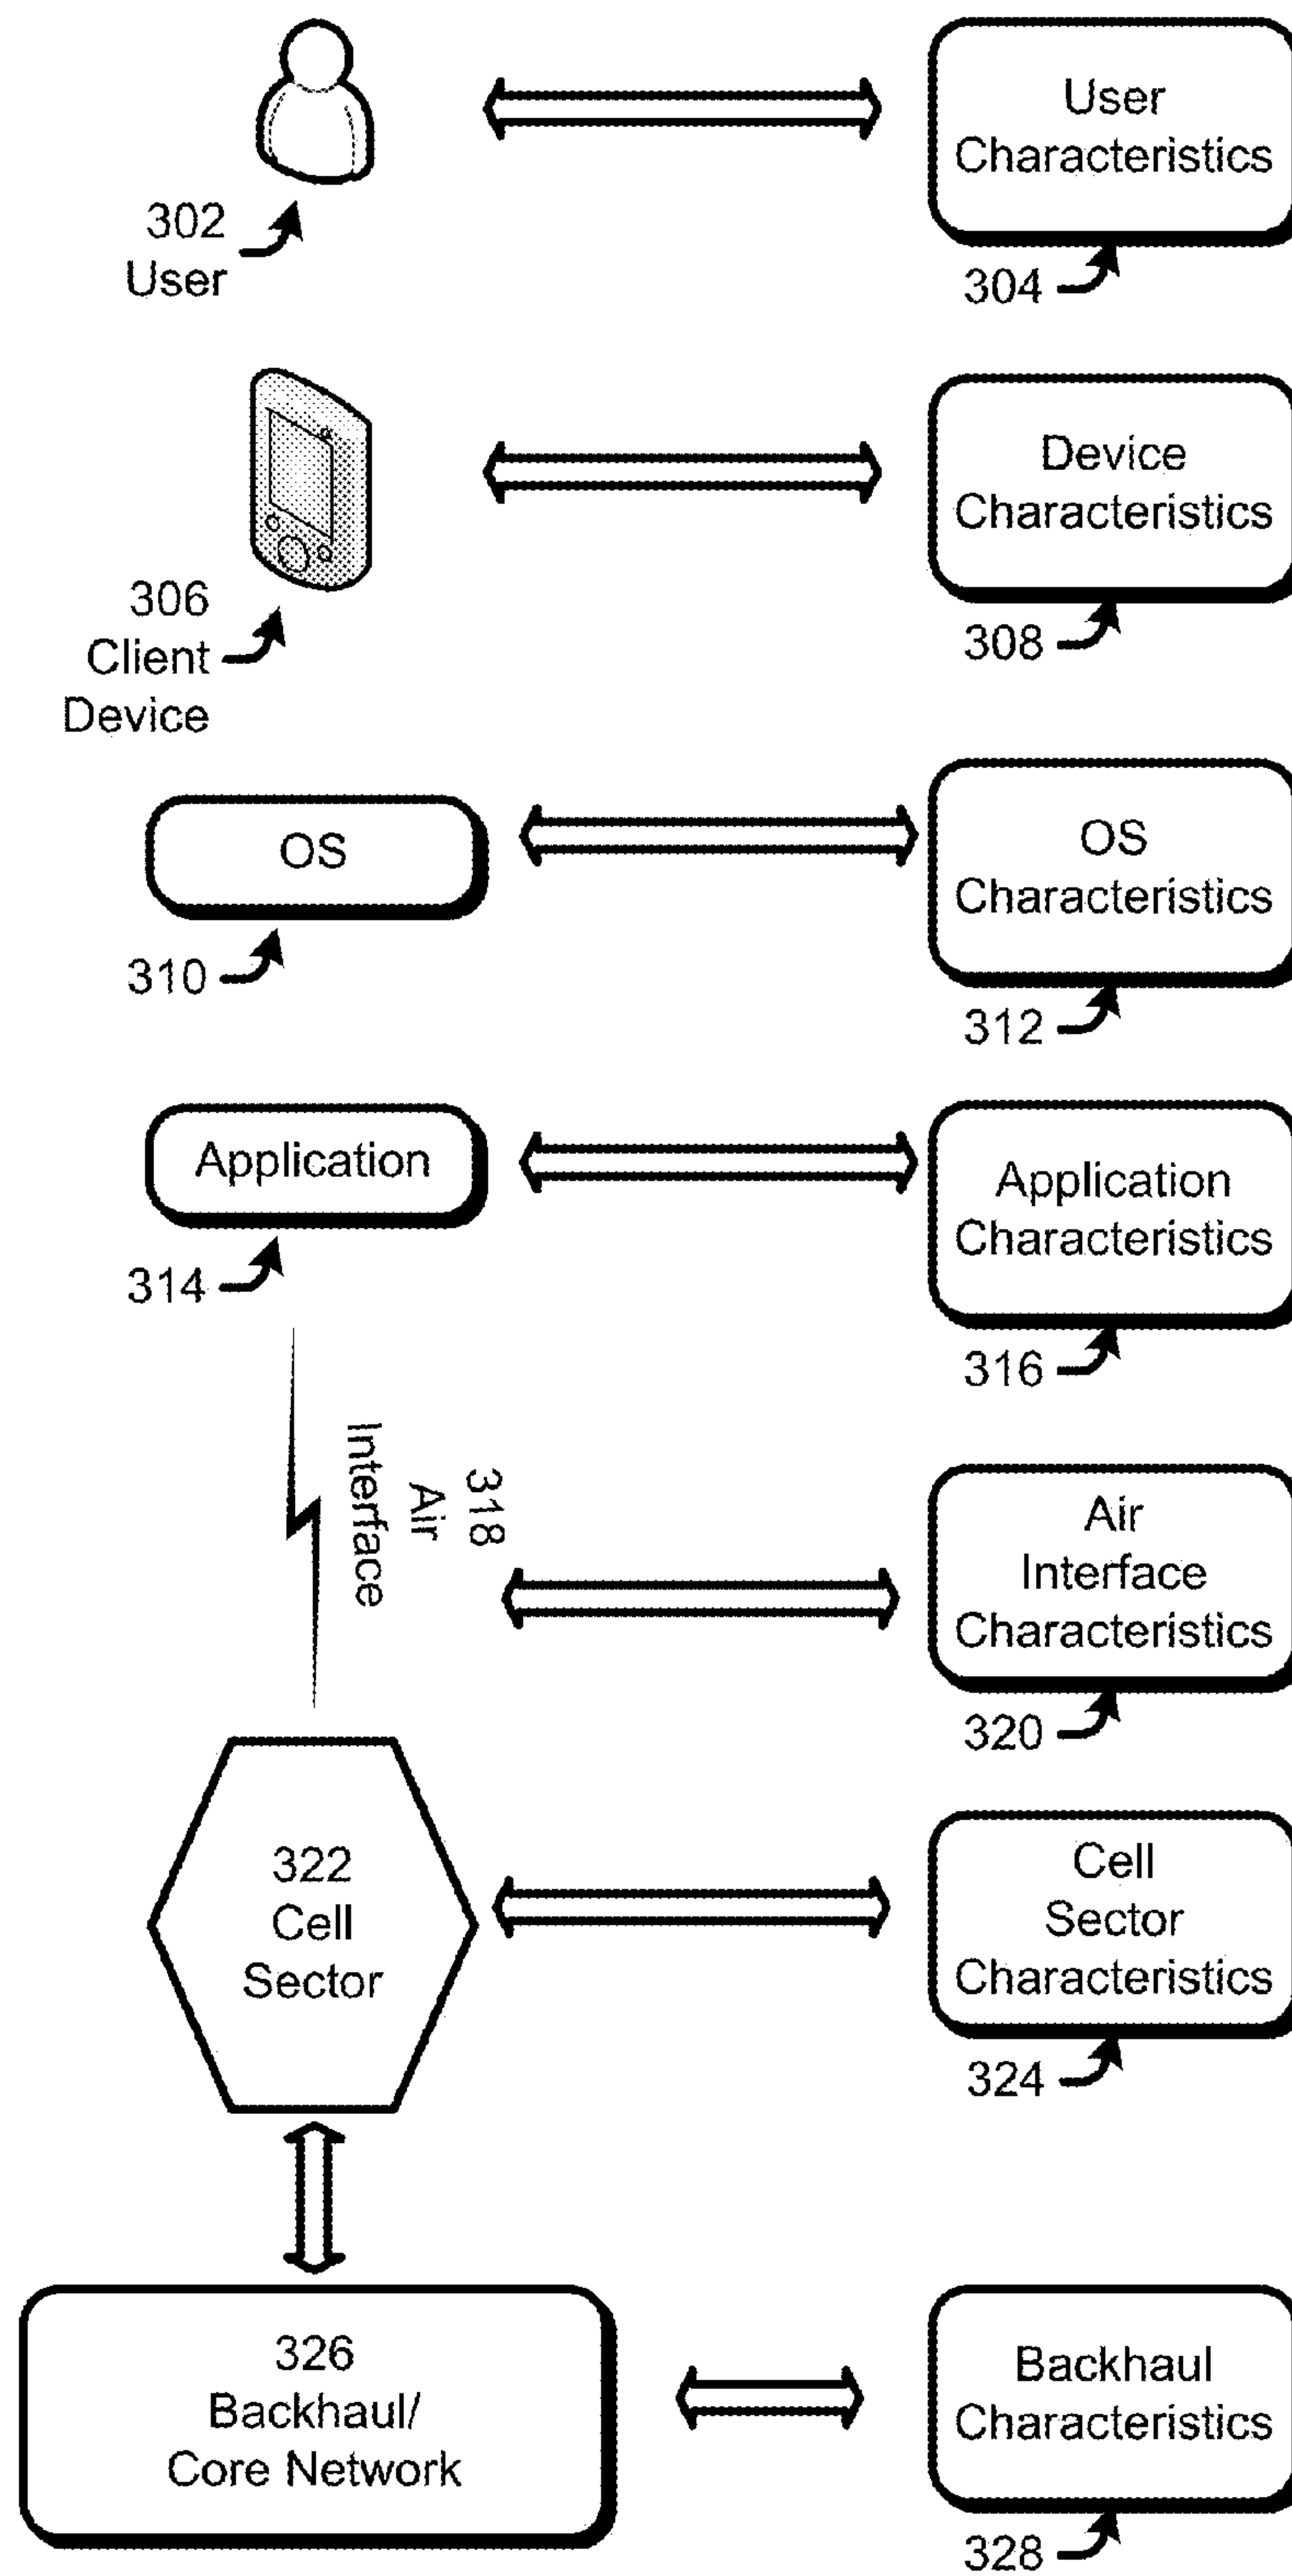 User
Characteristics
302
User
304
Device
Characteristics
306
Client
Device
308
OS
OS
Characteristics
310
312
Application
Application
Characteristics
314
316
318
Air
Interface
Air
Interface
Characteristics
320
322
Cell
Sector
Cell
Sector
Characteristics
324
326
Backhaul/
Core Network
Backhaul
Characteristics
328